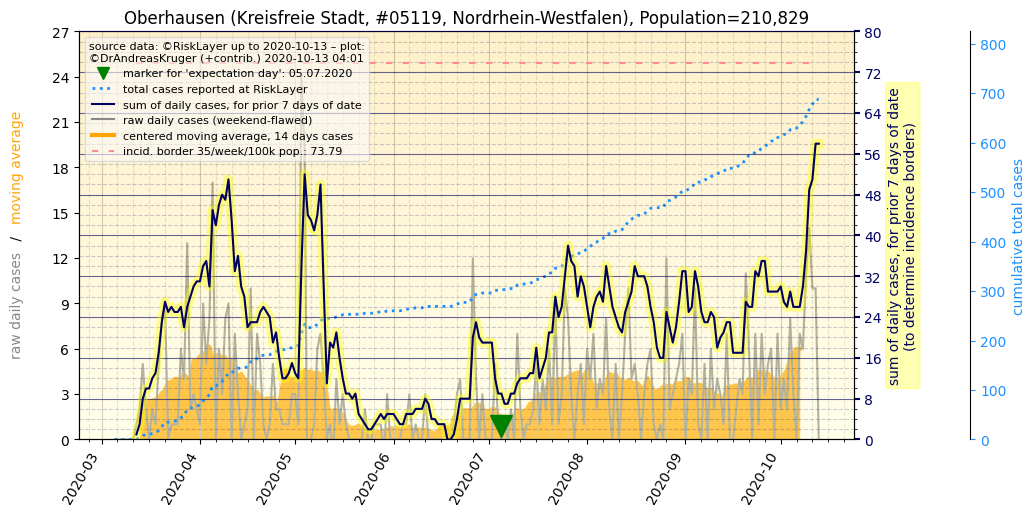 Oberhausen (Kreisfreie Stadt, #05119, Nordrhein-Westfalen), Population=210,829
source data: ©RiskLayer up to 2020-10-13 – plot:
©DrAndreasKruger (+contrib.) 2020-10-13 04:01
marker for 'expectation day': 05.07.2020
total cases reported at RiskLayer
sum of daily cases, for prior 7 days of date
raw daily cases (weekend-flawed)
centered moving average, 14 days cases
incid. border 35/week/100k pop.: 73.79
raw daily cases / moving average
27
24
21
18
15
12
9
6
3
0
80
72
64
56
48
40
32
24
16
8
0
sum of daily cases, for prior 7 days of date
(to determine incidence borders)
800
700
600
500
400
300
200
100
0
cumulative total cases
2020-03
2020-04
2020-05
2020-06
2020-07
2020-08
2020-09
2020-10